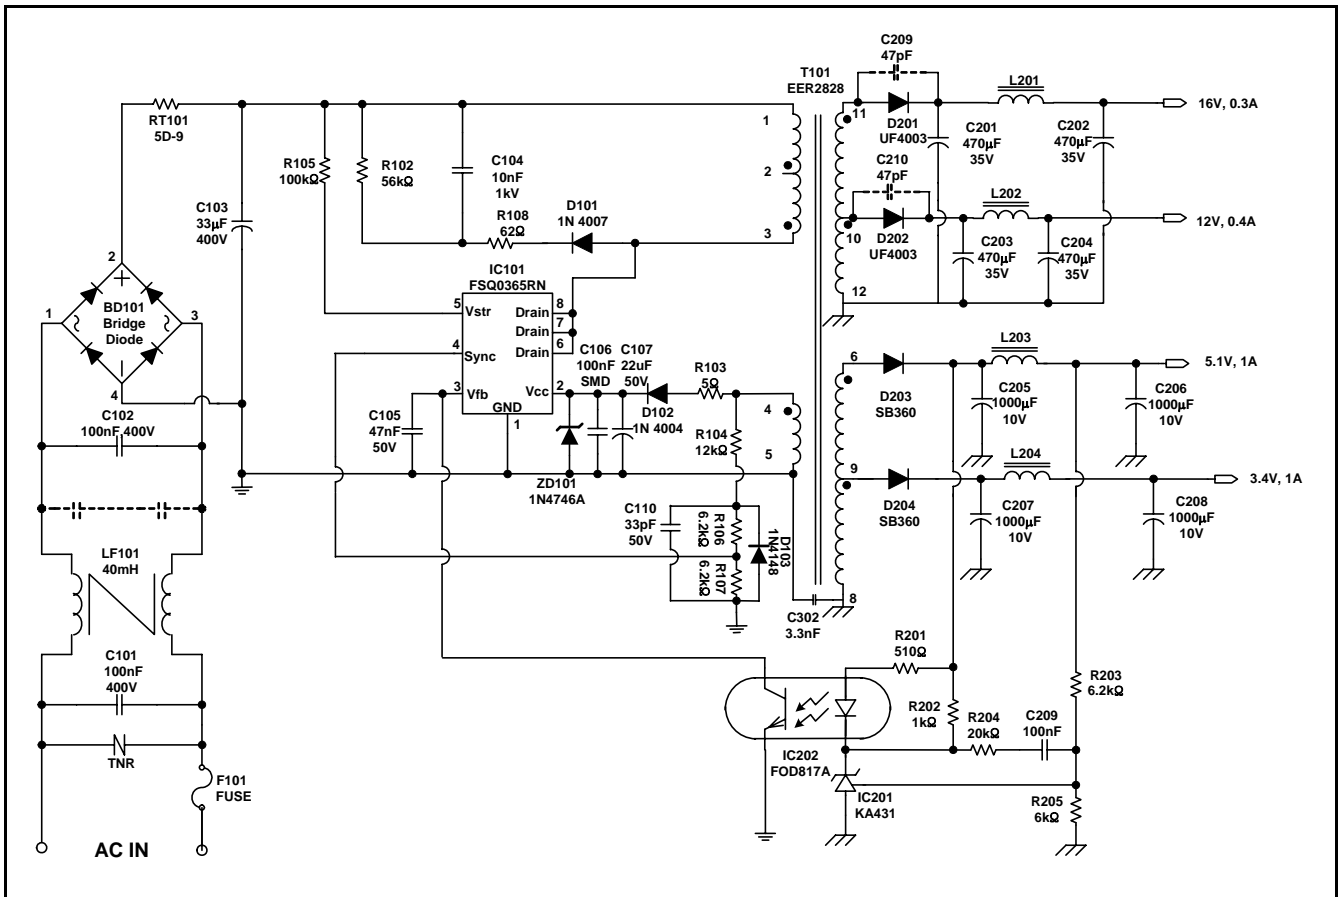 C209
47pF
T101
EER2828
L201
RT101
5D-9
1
11
16V, 0.3A
D201
UF4003
C201
470µF
35V
C202
470µF
35V
R105
100kΩ
R102
56kΩ
C104
10nF
1kV
2
C210
47pF
L202
C103
33µF
400V
R108
62Ω
D101
1N 4007
3
10
D202
UF4003
C203
470µF
35V
C204
470µF
35V
12V, 0.4A
2
BD101
Bridge
Diode
1
3
4
IC101
FSQ0365RN
5
Vstr
Drain
8
Drain
7
Drain
6
4
Sync
3
Vfb
Vcc
2
GND
1
12
C106
100nF
SMD
C107
22uF
50V
R103
5Ω
D102
1N 4004
L203
6
5.1V, 1A
D203
SB360
C205
1000µF
10V
C206
1000µF
10V
C102
100nF,400V
C105
47nF
50V
R104
12kΩ
4
5
ZD101
1N4746A
L204
9
3.4V, 1A
D204
SB360
C207
1000µF
10V
C208
1000µF
10V
C110
33pF
50V
R106
6.2kΩ
R107
6.2kΩ
D103
1N4148
LF101
40mH
8
C302
3.3nF
C101
100nF
400V
R201
510Ω
R203
6.2kΩ
R202
1kΩ
R204
20kΩ
C209
100nF
TNR
F101
FUSE
IC202
FOD817A
IC201
KA431
R205
6kΩ
AC IN